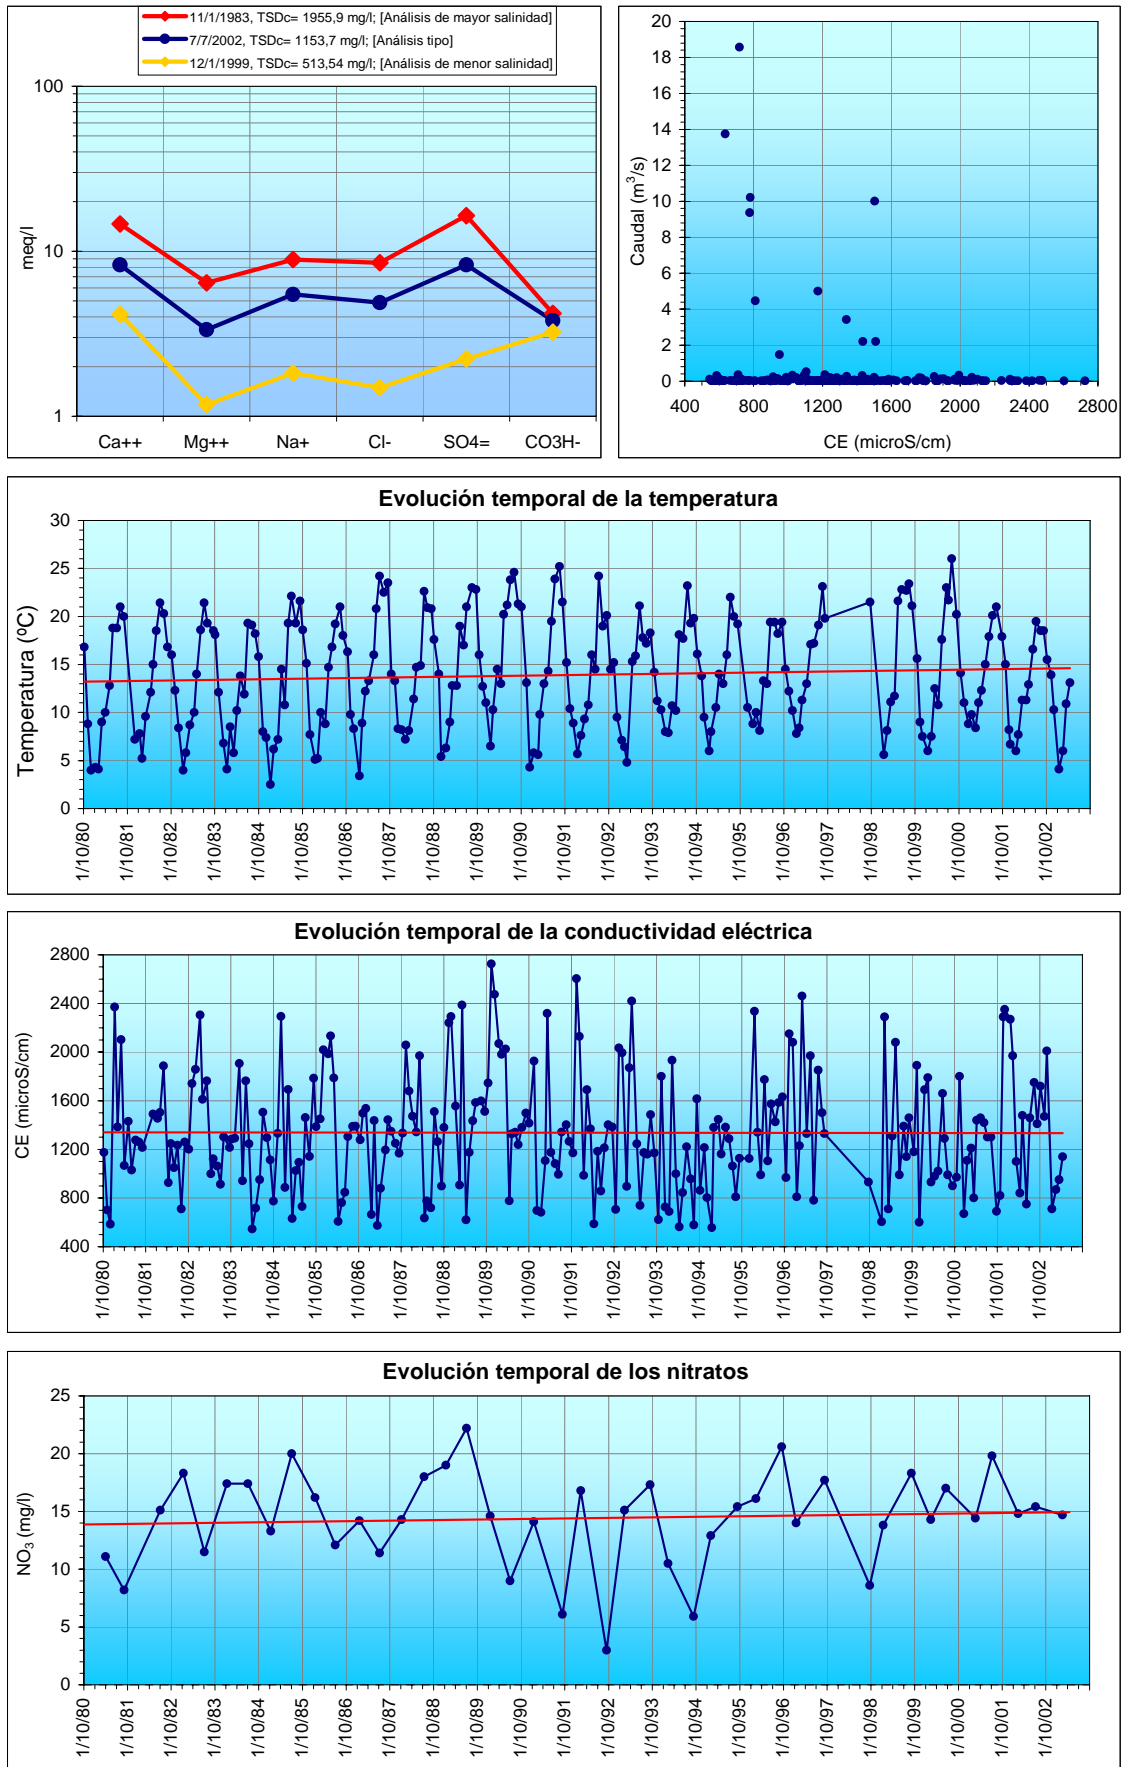 11/1/1983, TSDc= 1955,9 mg/l; [Análisis de mayor salinidad]
7/7/2002, TSDc= 1153,7 mg/l; [Análisis tipo]
12/1/1999, TSDc= 513,54 mg/l; [Análisis de menor salinidad]
100
10
1
meq/l
Ca++ Mg++ Na+ Cl- SO4= CO3H-
20
18
16
14
12
10
8
6
4
2
0
Caudal (m³/s)
400 800 1200 1600 2000 2400 2800
CE (microS/cm)
Evolución temporal de la temperatura
30
25
20
15
10
5
0
Temperatura (ºC)
1/10/80 1/10/81 1/10/82 1/10/83 1/10/84 1/10/85 1/10/86 1/10/87 1/10/88 1/10/89 1/10/90 1/10/91 1/10/92 1/10/93 1/10/94 1/10/95 1/10/96 1/10/97 1/10/98 1/10/99 1/10/00 1/10/01 1/10/02
Evolución temporal de la conductividad eléctrica
2800
2400
2000
1600
1200
800
400
CE (microS/cm)
1/10/80 1/10/81 1/10/82 1/10/83 1/10/84 1/10/85 1/10/86 1/10/87 1/10/88 1/10/89 1/10/90 1/10/91 1/10/92 1/10/93 1/10/94 1/10/95 1/10/96 1/10/97 1/10/98 1/10/99 1/10/00 1/10/01 1/10/02
Evolución temporal de los nitratos
25
20
15
10
5
0
NO₃ (mg/l)
1/10/80 1/10/81 1/10/82 1/10/83 1/10/84 1/10/85 1/10/86 1/10/87 1/10/88 1/10/89 1/10/90 1/10/91 1/10/92 1/10/93 1/10/94 1/10/95 1/10/96 1/10/97 1/10/98 1/10/99 1/10/00 1/10/01 1/10/02